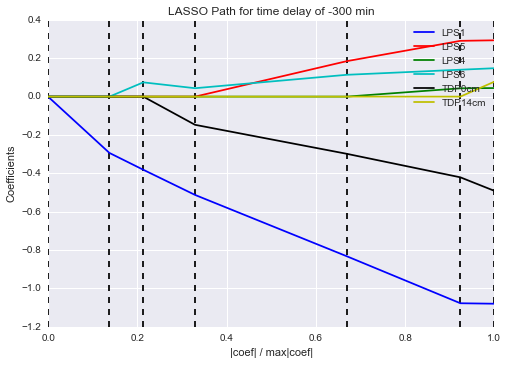 LASSO Path for time delay of -300 min
0.4
0.2
0.0
−0.2
−0.4
−0.6
−0.8
−1.0
−1.2
Coefficients
LPS1
LPS5
LPS4
LPS6
TDP0cm
TDP14cm
0.0 0.2 0.4 0.6 0.8 1.0
|coef| / max|coef|